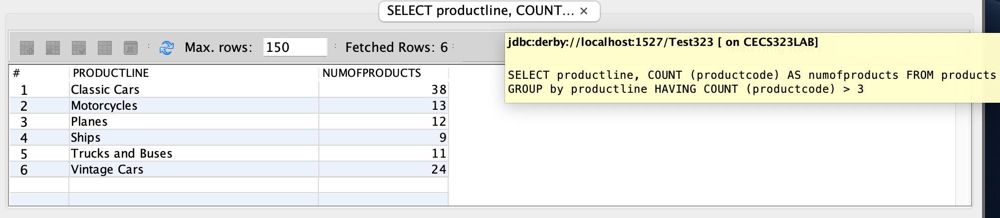 SELECT productline, COUNT... ×
Max. rows: 150 Fetched Rows: 6 Matching Rows:
jdbc:derby://localhost:1527/Test323 [ on CECS323LAB]
SELECT productline, COUNT (productcode) AS numofproducts FROM products
GROUP by productline HAVING COUNT (productcode) > 3
# PRODUCTLINE NUMOFPRODUCTS
1 Classic Cars 38
2 Motorcycles 13
3 Planes 12
4 Ships 9
5 Trucks and Buses 11
6 Vintage Cars 24